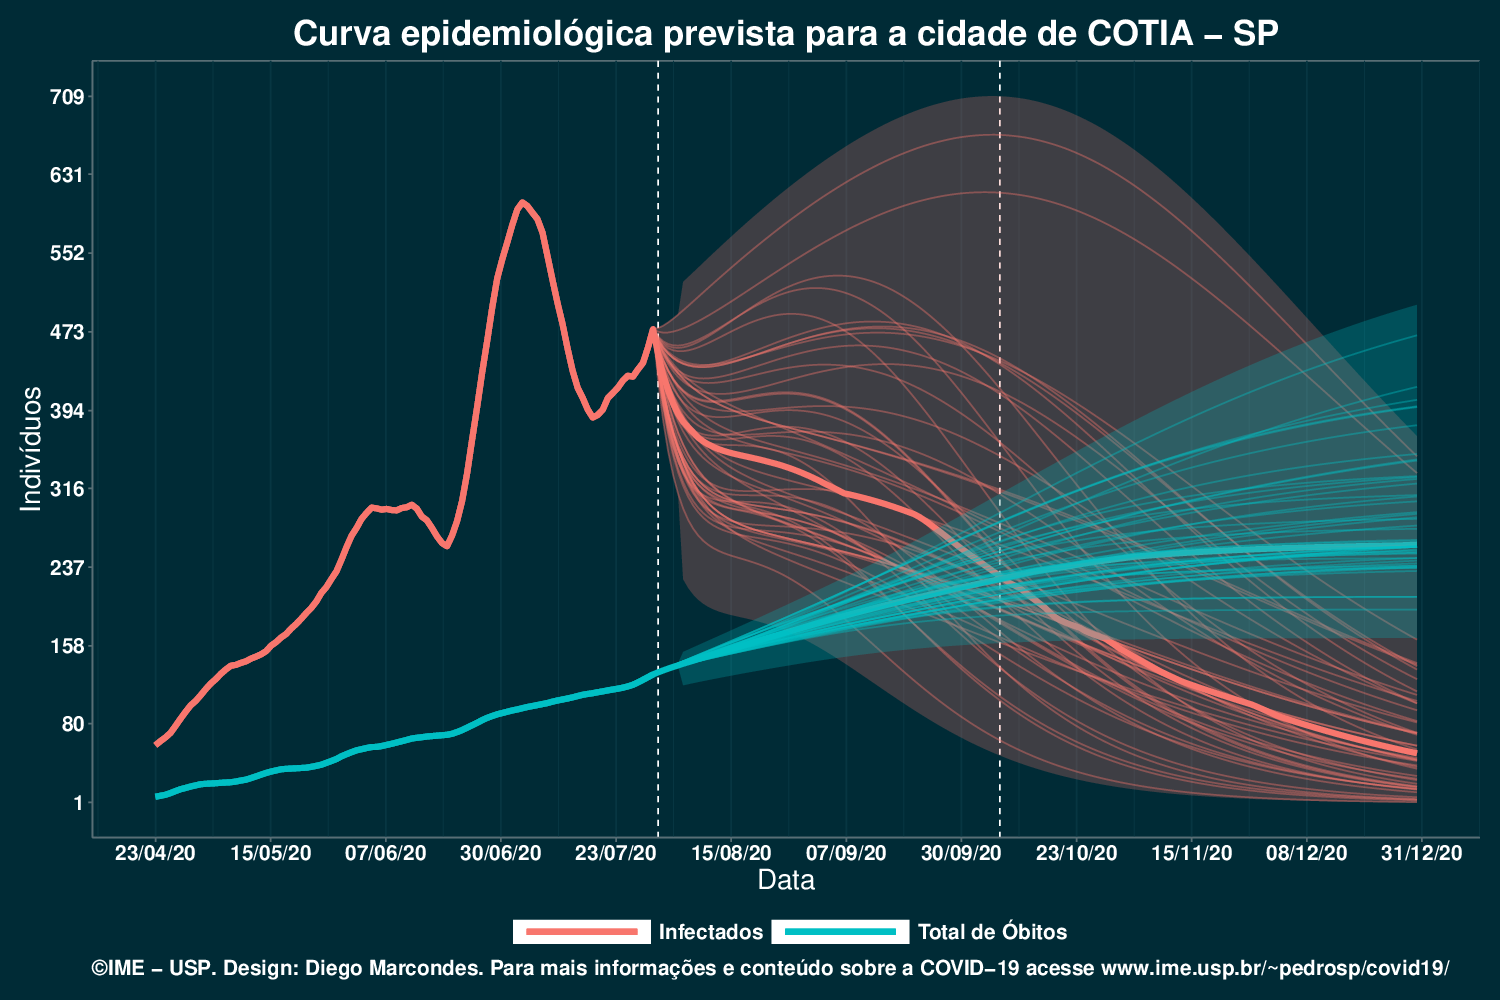 Curva epidemiológica prevista para a cidade de COTIA – SP
709
631
552
473
394
316
237
158
80
1
Indivíduos
23/04/20 15/05/20 07/06/20 30/06/20 23/07/20 15/08/20 07/09/20 30/09/20 23/10/20 15/11/20 08/12/20 31/12/20
Data
Infectados Total de Óbitos
©IME – USP. Design: Diego Marcondes. Para mais informações e conteúdo sobre a COVID–19 acesse www.ime.usp.br/~pedrosp/covid19/